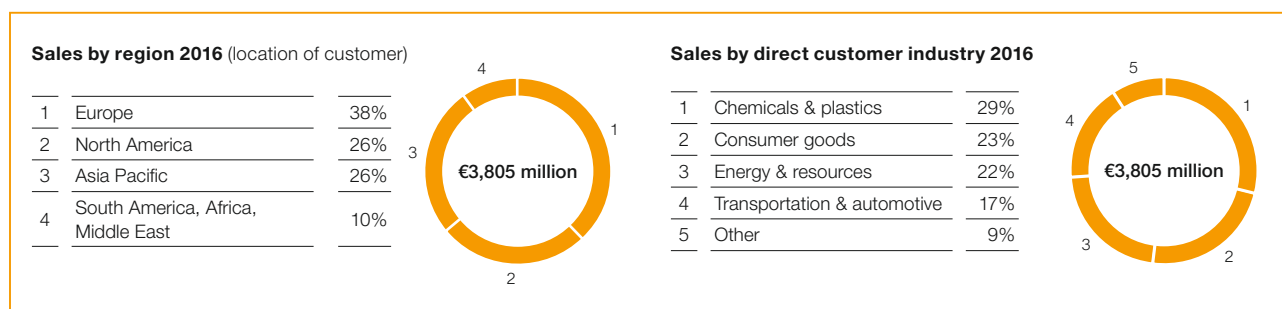 Sales by region 2016 (location of customer)
1 Europe 38%
2 North America 26%
3 Asia Pacific 26%
4 South America, Africa,
Middle East 10%
4
1
3
€3,805 million
2
Sales by direct customer industry 2016
1 Chemicals & plastics 29%
2 Consumer goods 23%
3 Energy & resources 22%
4 Transportation & automotive 17%
5 Other 9%
5
1
4
€3,805 million
3
2